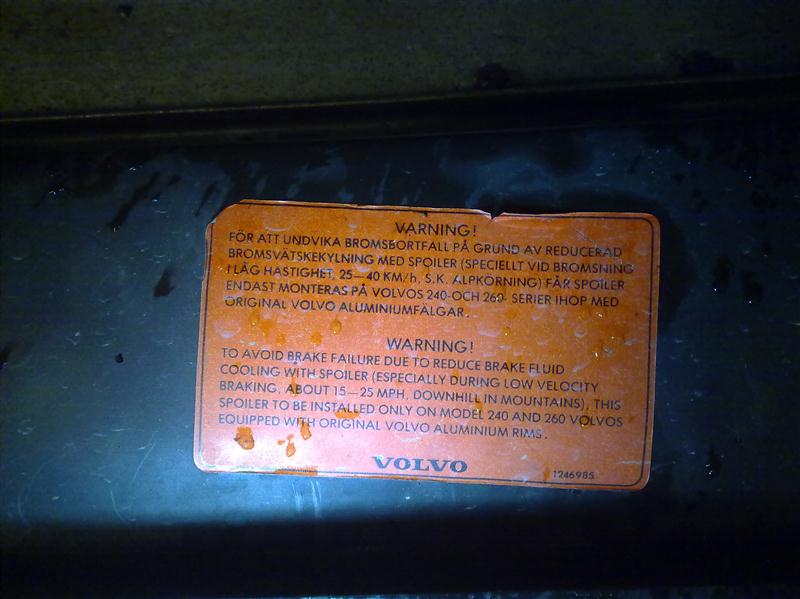 VARNING!
FÖR ATT UNDVIKA BROMSBORTFALL PÅ GRUND AV REDUCERAD
BROMSVÄTSKEKYLNING MED SPOILER (SPECIELLT VID BROMSNING
I LÅG HASTIGHET, 25—40 KM/h, S.K. ALPKÖRNING) FÅR SPOILER
ENDAST MONTERAS PÅ VOLVOS 240-OCH 260- SERIER IHOP MED
ORIGINAL VOLVO ALUMINIUMFÄLGAR.
WARNING!
TO AVOID BRAKE FAILURE DUE TO REDUCE BRAKE FLUID
COOLING WITH SPOILER (ESPECIALLY DURING LOW VELOCITY
BRAKING, ABOUT 15—25 MPH, DOWNHILL IN MOUNTAINS), THIS
SPOILER TO BE INSTALLED ONLY ON MODEL 240 AND 260 VOLVOS
EQUIPPED WITH ORIGINAL VOLVO ALUMINIUM RIMS.
VOLVO
1246985